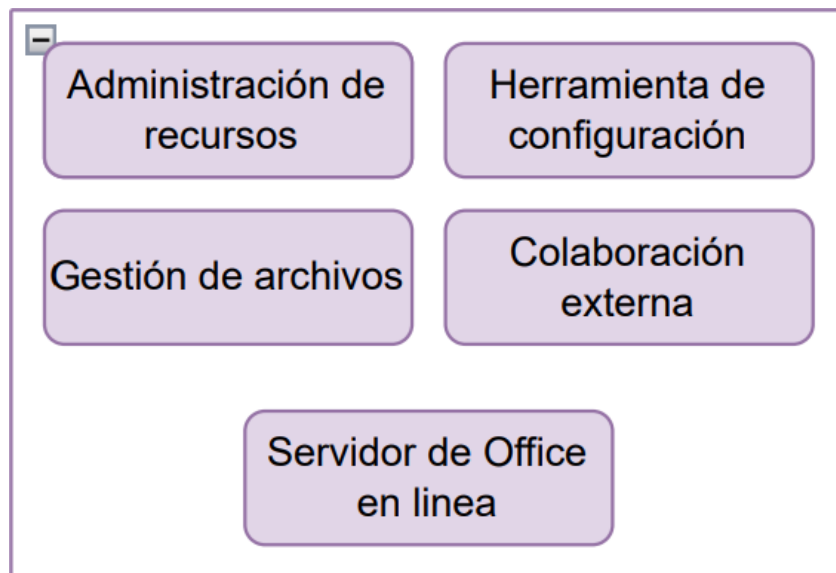 Administración de
recursos
Herramienta de
configuración
Gestión de archivos
Colaboración
externa
Servidor de Office
en linea